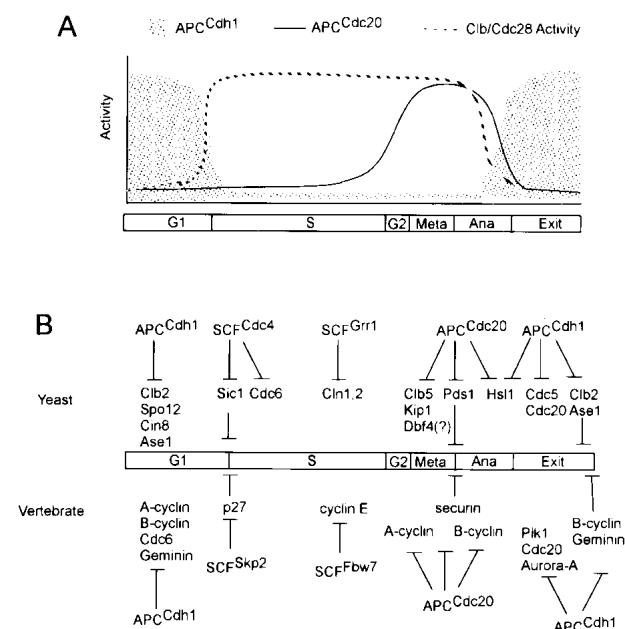 A
APC Cdh1
APC Cdc20
Clb/Cdc28 Activity
Activity
G1 S G2 Meta Ana Exit
B
APC Cdh1 SCF Cdc4 SCF Grr1 APC Cdc20 APC Cdh1
Yeast
Clb2 Sic1 Cdc6 Cln1,2 Clb5 Pds1 Hsl1 Cdc5 Clb2
Spo12 Kip1 Cdc20 Ase1
Cin8 Dbf4(?)
Ase1
G1 S G2 Meta Ana Exit
Vertebrate
A-cyclin p27 cyclin E securin
B-cyclin A-cyclin B-cyclin Plk1 B-cyclin
Cdc6 Cdc20 Geminin
Geminin Aurora-A
SCF Skp2 SCF Fbw7
APC Cdc20
APC Cdh1 APC Cdh1